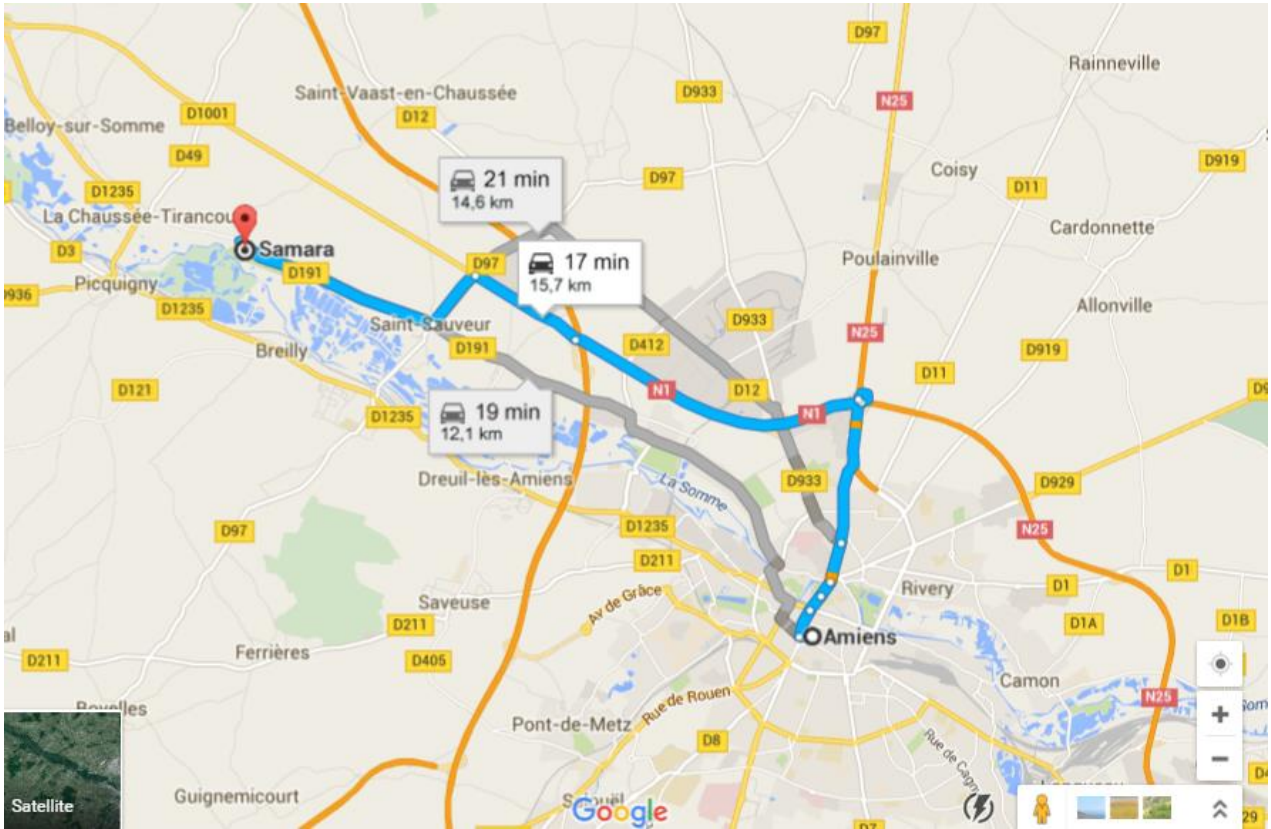 D97
Rainneville
Saint-Vaast-en-Chaussée
D933
N25
D1001
D12
Belloy-sur-Somme
D49
D919
Coisy
21 min
14,6 km
D97
D11
D1235
La Chaussée-Tirancou
Cardonnette
Samara
D3
D191
D97
17 min
15,7 km
Poulainville
Picquigny
D936
D1235
Allonville
D933
N25
Saint-Sauveur
D191
D412
D919
Breilly
D11
D121
N1
D12
D1235
19 min
12,1 km
N1
Dreuil-lès-Amiens
La Somme
D933
D929
D97
D1235
N25
D211
D1
D1
Rivery
Saveuse
Av de Grâce
D211
D1A
D1B
Amiens
al
D211
Ferrières
D405
Camon
Rue de Rouen
N25
Pont-de-Metz
D8
Satellite
Guignemicourt
Google
D7